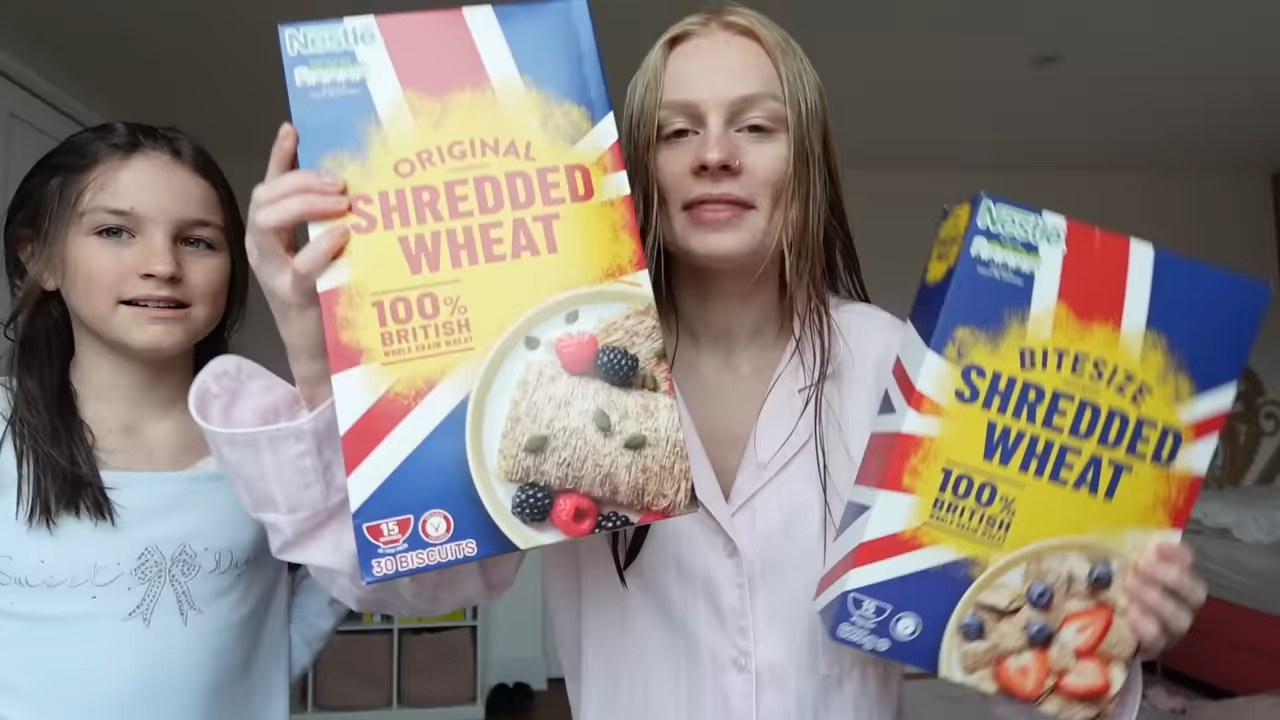 Nestlé
ORIGINAL
SHREDDED
WHEAT
100%
BRITISH
WHOLE GRAIN WHEAT
15
30 BISCUITS
Nestlé
BITESIZE
SHREDDED
WHEAT
100%
BRITISH
WHOLE GRAIN WHEAT
15
Sweet